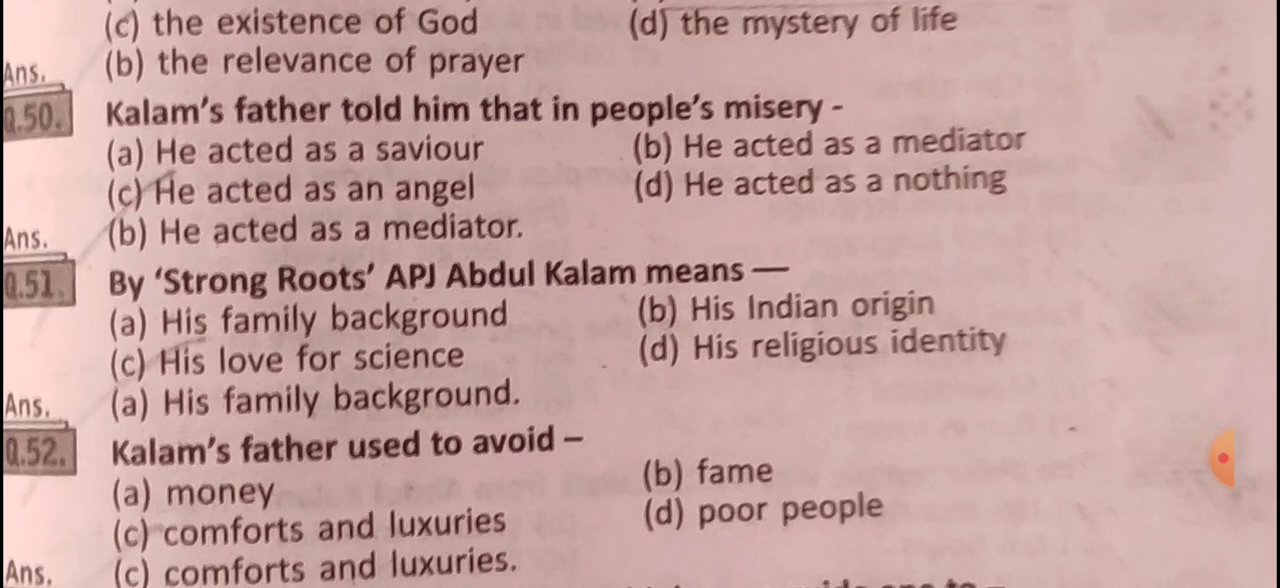 (c) the existence of God (d) the mystery of life
Ans. (b) the relevance of prayer
Q.50. Kalam's father told him that in people's misery -
(a) He acted as a saviour (b) He acted as a mediator
(c) He acted as an angel (d) He acted as a nothing
Ans. (b) He acted as a mediator.
Q.51. By 'Strong Roots' APJ Abdul Kalam means —
(a) His family background (b) His Indian origin
(c) His love for science (d) His religious identity
Ans. (a) His family background.
Q.52. Kalam's father used to avoid –
(a) money (b) fame
(c) comforts and luxuries (d) poor people
Ans. (c) comforts and luxuries.